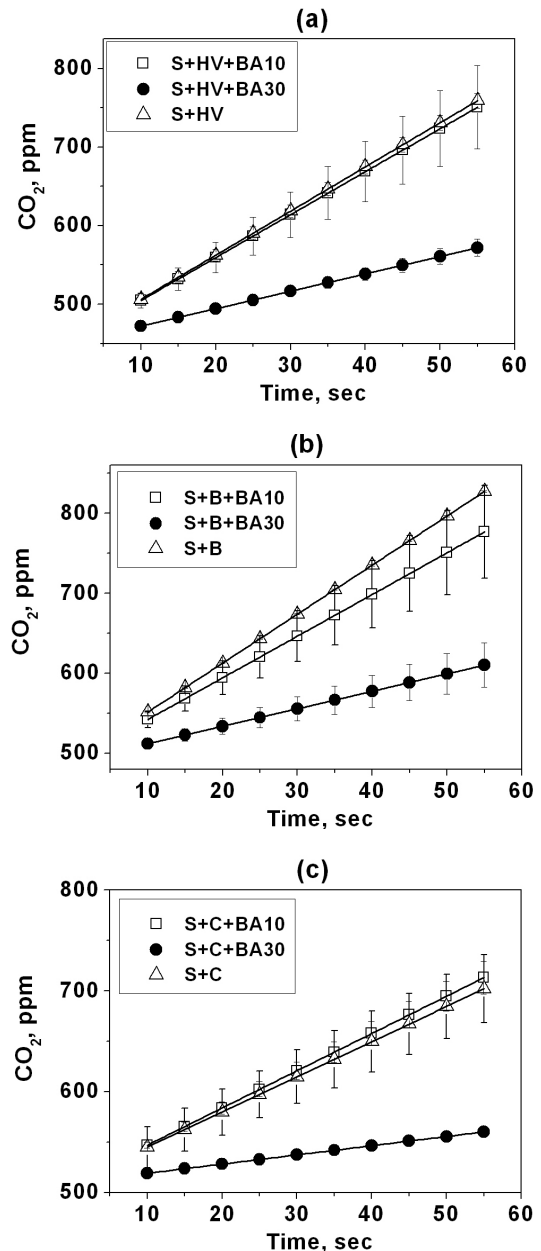 (a)
S+HV+BA10
S+HV+BA30
S+HV
800
700
600
500
CO2, ppm
10 20 30 40 50 60
Time, sec
(b)
S+B+BA10
S+B+BA30
S+B
800
700
600
500
CO2, ppm
10 20 30 40 50 60
Time, sec
(c)
S+C+BA10
S+C+BA30
S+C
800
700
600
500
CO2, ppm
10 20 30 40 50 60
Time, sec